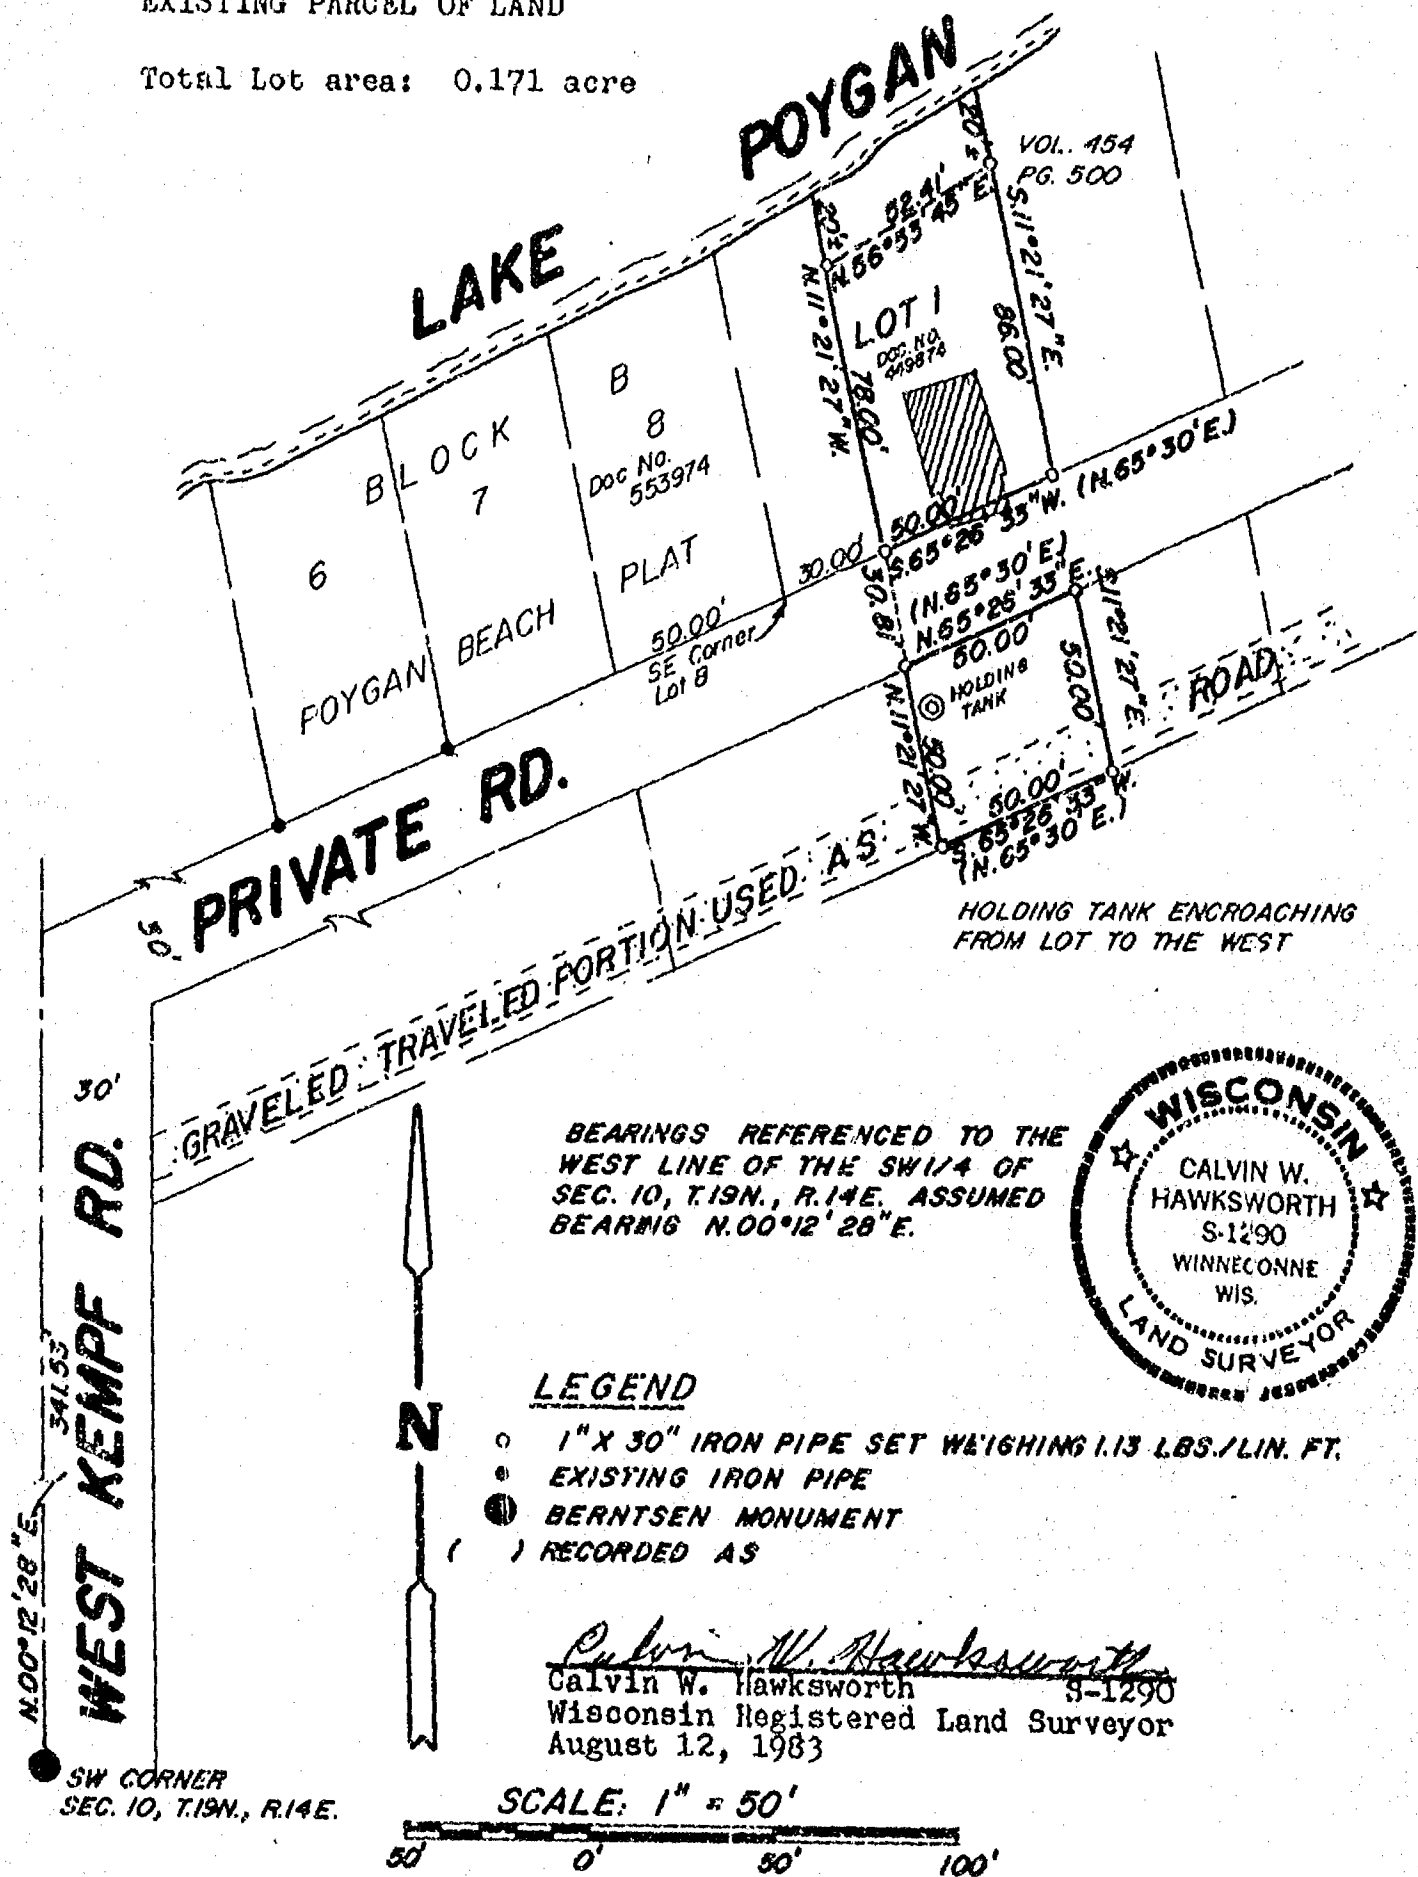 EXISTING PARCEL OF LAND
Total Lot area: 0.171 acre
LAKE
POYGAN
VOL. 454
PG. 500
20'±
20'±
52.41'
N.56°53'45"E.
S.11°21'27"E.
86.00'
N.11°21'27"W.
78.00'
LOT 1
DOC. NO.
449874
BLOCK
B
6
7
8
Doc No.
553974
POYGAN
BEACH
PLAT
50.00'
SE Corner
Lot 8
30.00'
50.00'
S.65°26'33"W. (N.65°30'E.)
30.81'
(N.65°30'E.)
N.65°26'33"E.
50.00'
HOLDING
TANK
S.11°21'27"E.
50.00'
N.11°21'27"W.
50.00'
50.00'
S.65°26'33"W.
(N.65°30'E.)
PRIVATE RD.
30'
GRAVELED TRAVELED PORTION USED AS ROAD
HOLDING TANK ENCROACHING
FROM LOT TO THE WEST
30'
WEST KEMPF RD.
341.53'
N.00°12'28"E.
BEARINGS REFERENCED TO THE
WEST LINE OF THE SW1/4 OF
SEC. 10, T.19N., R.14E. ASSUMED
BEARING N.00°12'28"E.
WISCONSIN
CALVIN W.
HAWKSWORTH
S-1290
WINNECONNE
WIS.
LAND SURVEYOR
N
LEGEND
1" X 30" IRON PIPE SET WEIGHING 1.13 LBS./LIN. FT.
EXISTING IRON PIPE
BERNTSEN MONUMENT
( ) RECORDED AS
Calvin W. Hawksworth
Calvin W. Hawksworth S-1290
Wisconsin Registered Land Surveyor
August 12, 1983
SW CORNER
SEC. 10, T.19N., R.14E.
SCALE: 1" = 50'
50' 0' 50' 100'